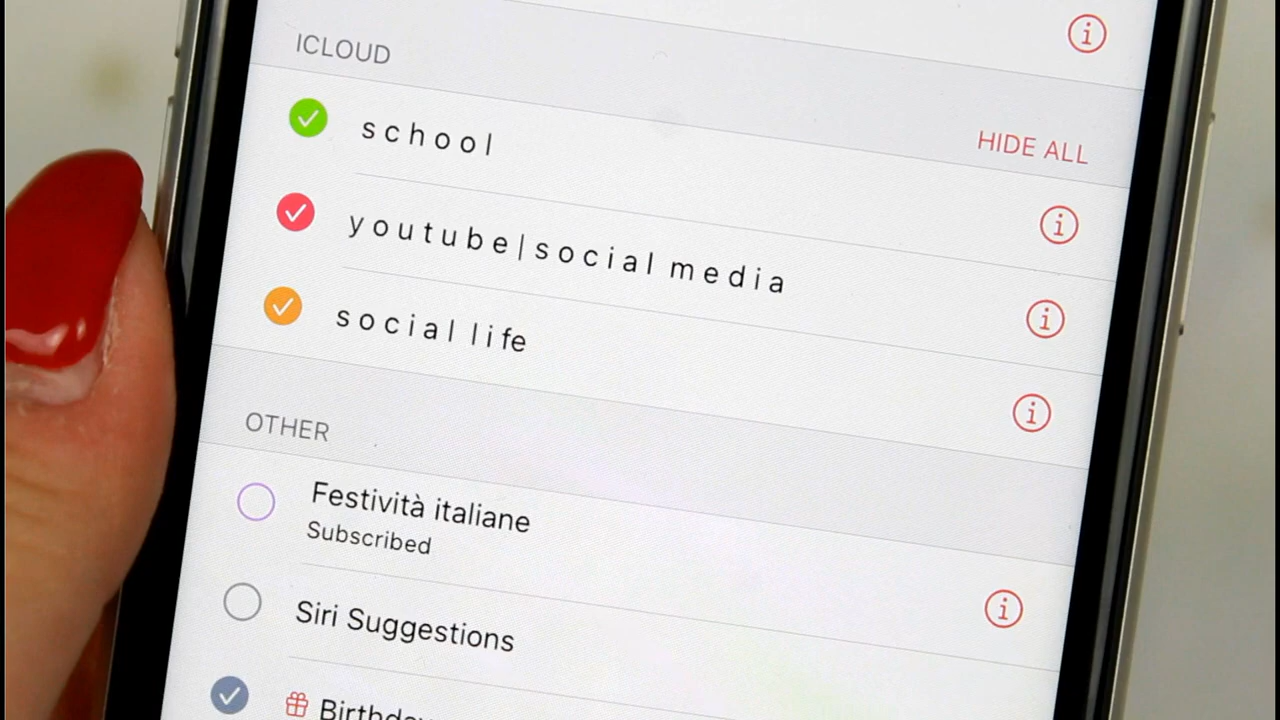 ICLOUD
HIDE ALL
school
youtube|social media
social life
OTHER
Festività italiane
Subscribed
Siri Suggestions